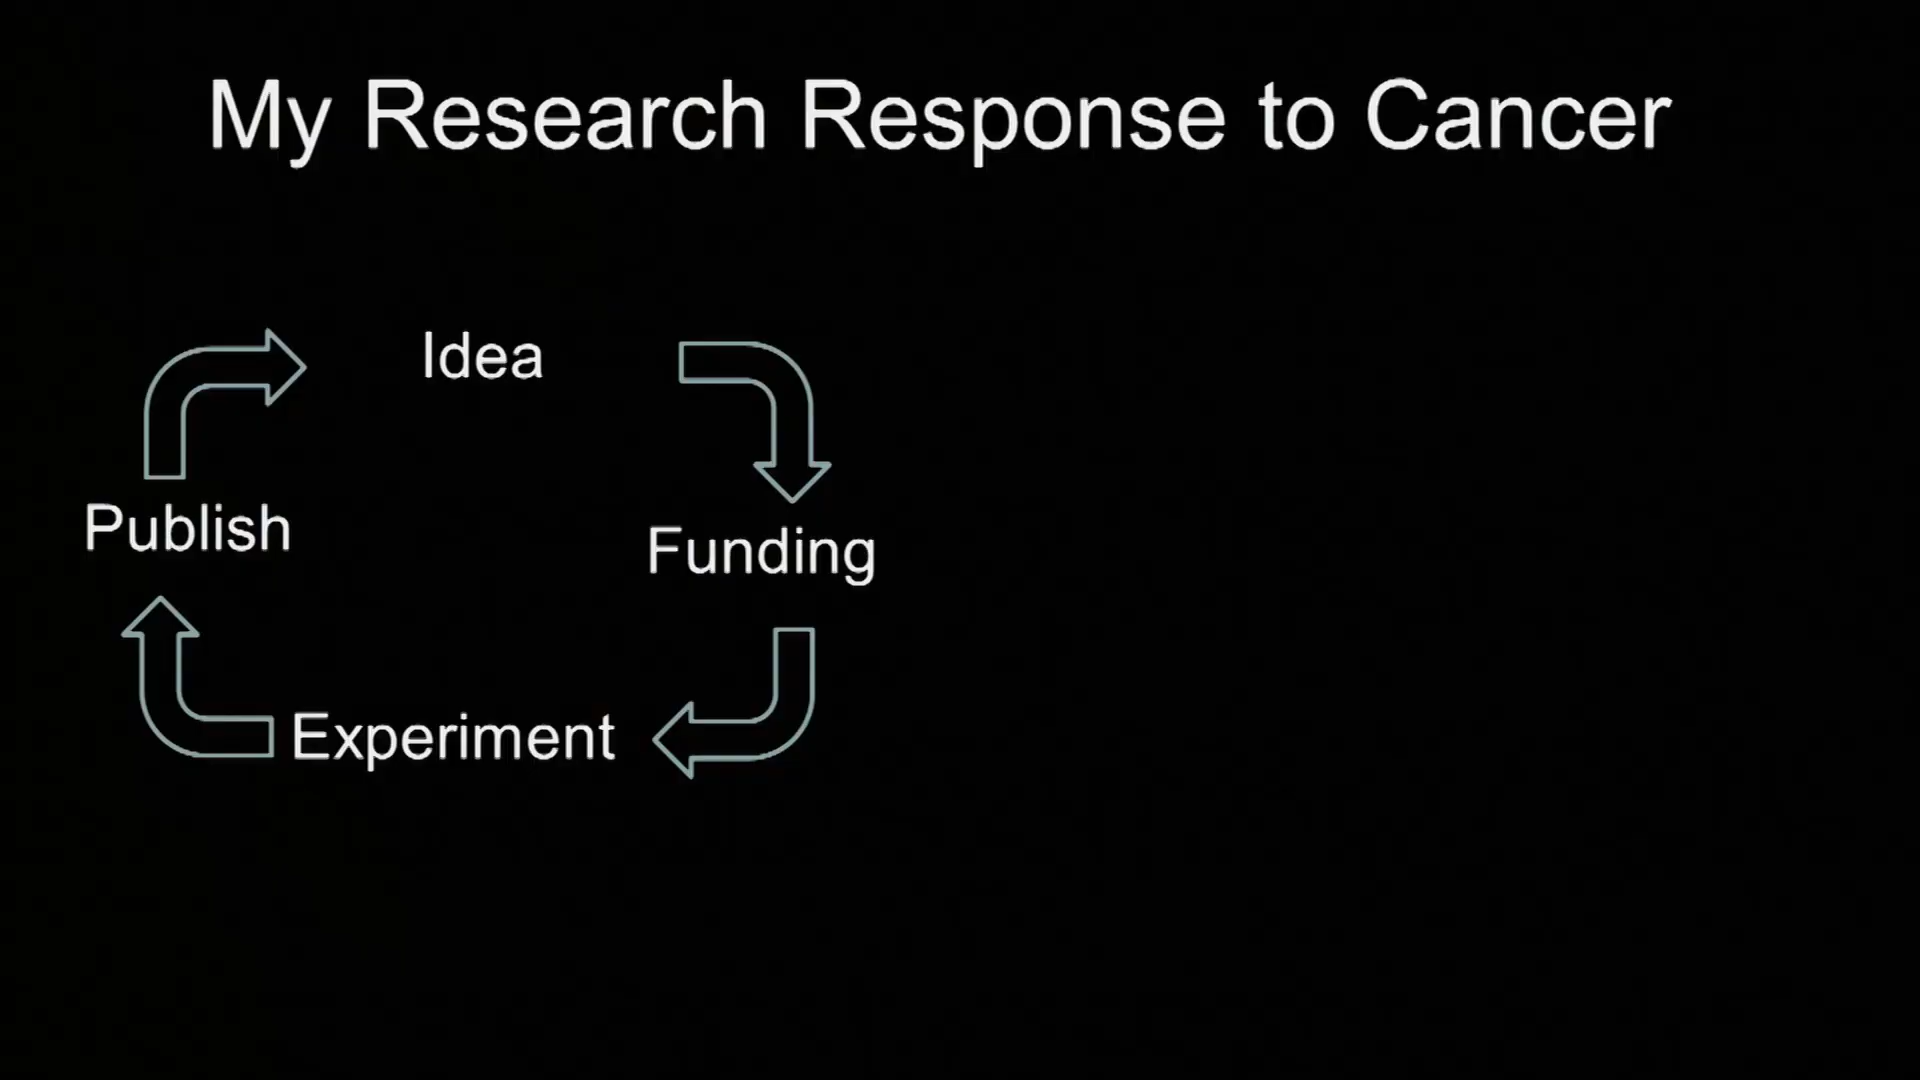 My Research Response to Cancer
Idea
Publish
Funding
Experiment